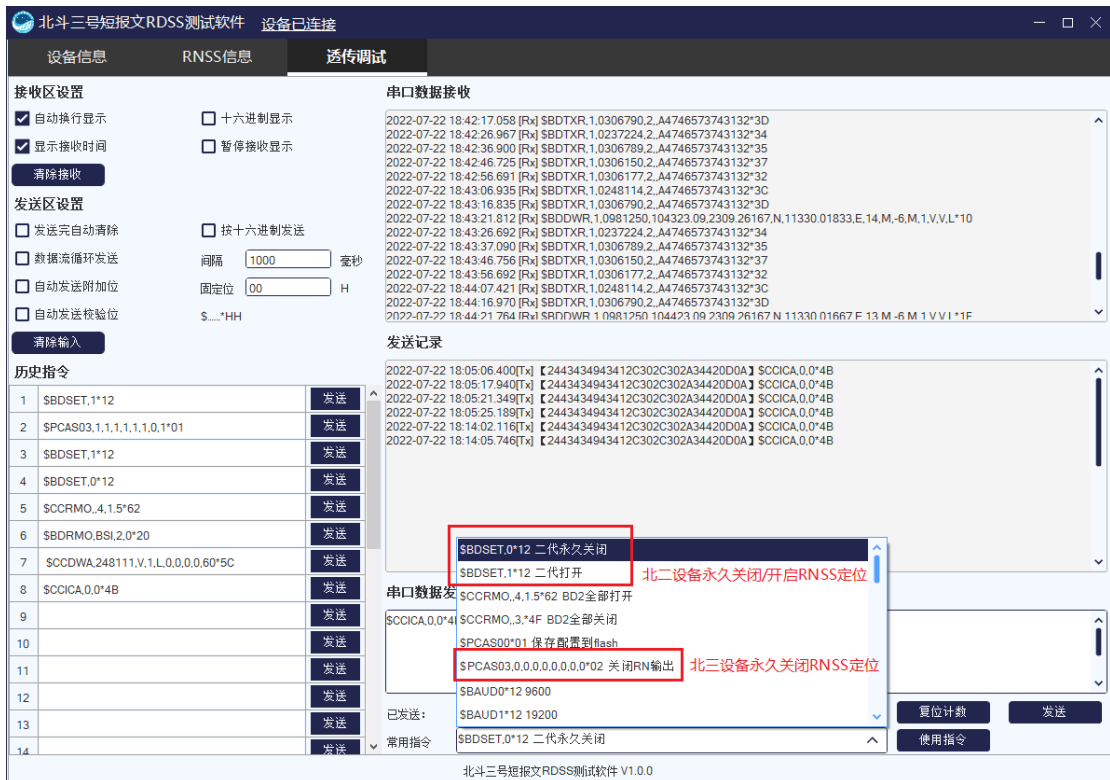 北斗三号短报文RDSS测试软件 设备已连接
设备信息 RNSS信息 透传调试
接收区设置
自动换行显示 十六进制显示
显示接收时间 暂停接收显示
清除接收
发送区设置
发送完自动清除 按十六进制发送
数据流循环发送 间隔 1000 毫秒
自动发送附加位 固定位 00 H
自动发送校验位 $......*HH
清除输入
历史指令
1 $BDSET,1*12 发送
2 $PCAS03,1,1,1,1,1,1,0,1*01 发送
3 $BDSET,1*12 发送
4 $BDSET,0*12 发送
5 $CCRMO,,4,1.5*62 发送
6 $BDRMO,BSI,2,0*20 发送
7 $CCDWA,248111,V,1,L,0,0,0,0,60*5C 发送
8 $CCICA,0,0*4B 发送
9 发送
10 发送
11 发送
12 发送
13 发送
14 发送
串口数据接收
2022-07-22 18:42:17.058 [Rx] $BDTXR,1,0306790,2,,A4746573743132*3D
2022-07-22 18:42:26.967 [Rx] $BDTXR,1,0237224,2,,A4746573743132*34
2022-07-22 18:42:36.900 [Rx] $BDTXR,1,0306789,2,,A4746573743132*35
2022-07-22 18:42:46.725 [Rx] $BDTXR,1,0306150,2,,A4746573743132*37
2022-07-22 18:42:56.691 [Rx] $BDTXR,1,0306177,2,,A4746573743132*32
2022-07-22 18:43:06.935 [Rx] $BDTXR,1,0248114,2,,A4746573743132*3C
2022-07-22 18:43:16.835 [Rx] $BDTXR,1,0306790,2,,A4746573743132*3D
2022-07-22 18:43:21.812 [Rx] $BDDWR,1,0981250,104323.09,2309.26167,N,11330.01833,E,14,M,-6,M,1,V,V,L*10
2022-07-22 18:43:26.692 [Rx] $BDTXR,1,0237224,2,,A4746573743132*34
2022-07-22 18:43:37.090 [Rx] $BDTXR,1,0306789,2,,A4746573743132*35
2022-07-22 18:43:46.756 [Rx] $BDTXR,1,0306150,2,,A4746573743132*37
2022-07-22 18:43:56.692 [Rx] $BDTXR,1,0306177,2,,A4746573743132*32
2022-07-22 18:44:07.421 [Rx] $BDTXR,1,0248114,2,,A4746573743132*3C
2022-07-22 18:44:16.970 [Rx] $BDTXR,1,0306790,2,,A4746573743132*3D
2022-07-22 18:44:21.764 [Rx] $BDDWR,1,0981250,104423.09,2309.26167,N,11330.01667,E,13,M,-6,M,1,V,V,L*1F
发送记录
2022-07-22 18:05:06.400[Tx] 【2443434943412C302C302A34420D0A】$CCICA,0,0*4B
2022-07-22 18:05:17.940[Tx] 【2443434943412C302C302A34420D0A】$CCICA,0,0*4B
2022-07-22 18:05:21.349[Tx] 【2443434943412C302C302A34420D0A】$CCICA,0,0*4B
2022-07-22 18:05:25.189[Tx] 【2443434943412C302C302A34420D0A】$CCICA,0,0*4B
2022-07-22 18:14:02.116[Tx] 【2443434943412C302C302A34420D0A】$CCICA,0,0*4B
2022-07-22 18:14:05.746[Tx] 【2443434943412C302C302A34420D0A】$CCICA,0,0*4B
$BDSET,0*12 二代永久关闭
$BDSET,1*12 二代打开
北二设备永久关闭/开启RNSS定位
$CCRMO,,4,1.5*62 BD2全部打开
串口数据发
$CCICA,0,0*4
$CCRMO,,3,*4F BD2全部关闭
$PCAS00*01 保存配置到flash
$PCAS03,0,0,0,0,0,0,0,0*02 关闭RN输出
北三设备永久关闭RNSS定位
$BAUD0*12 9600
$BAUD1*12 19200
已发送: 复位计数 发送
常用指令 $BDSET,0*12 二代永久关闭 使用指令
北斗三号短报文RDSS测试软件 V1.0.0